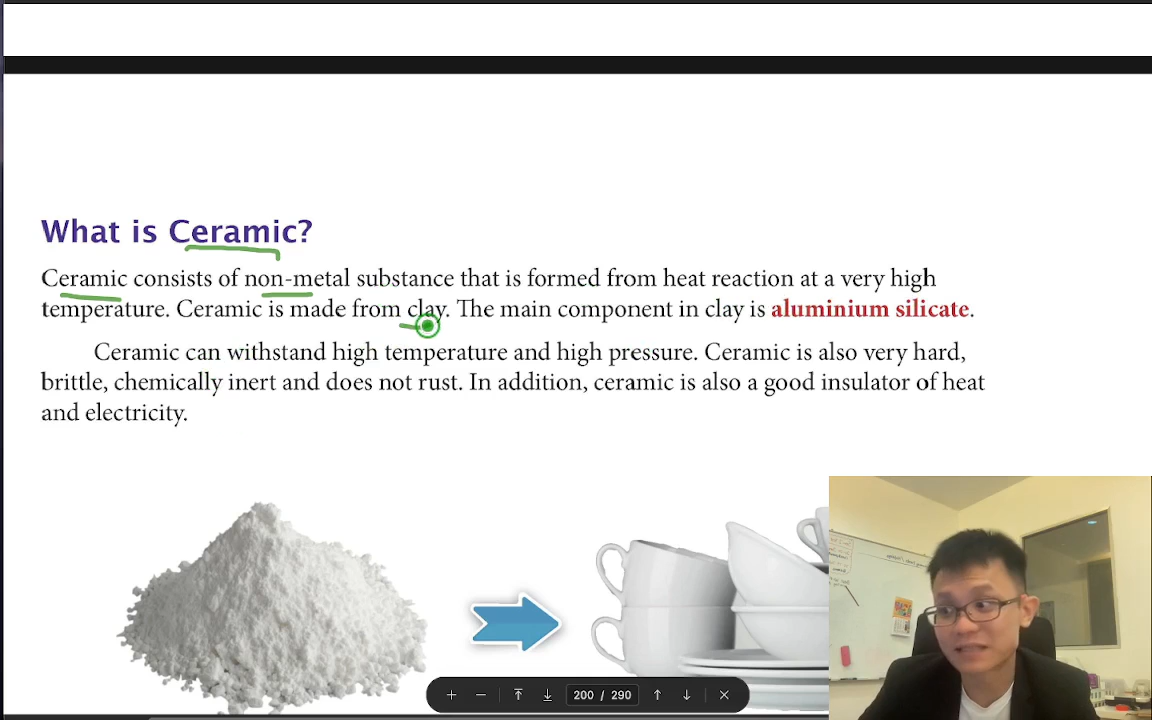 What is Ceramic?
Ceramic consists of non-metal substance that is formed from heat reaction at a very high
temperature. Ceramic is made from clay. The main component in clay is aluminium silicate.
Ceramic can withstand high temperature and high pressure. Ceramic is also very hard,
brittle, chemically inert and does not rust. In addition, ceramic is also a good insulator of heat
and electricity.
200 / 290